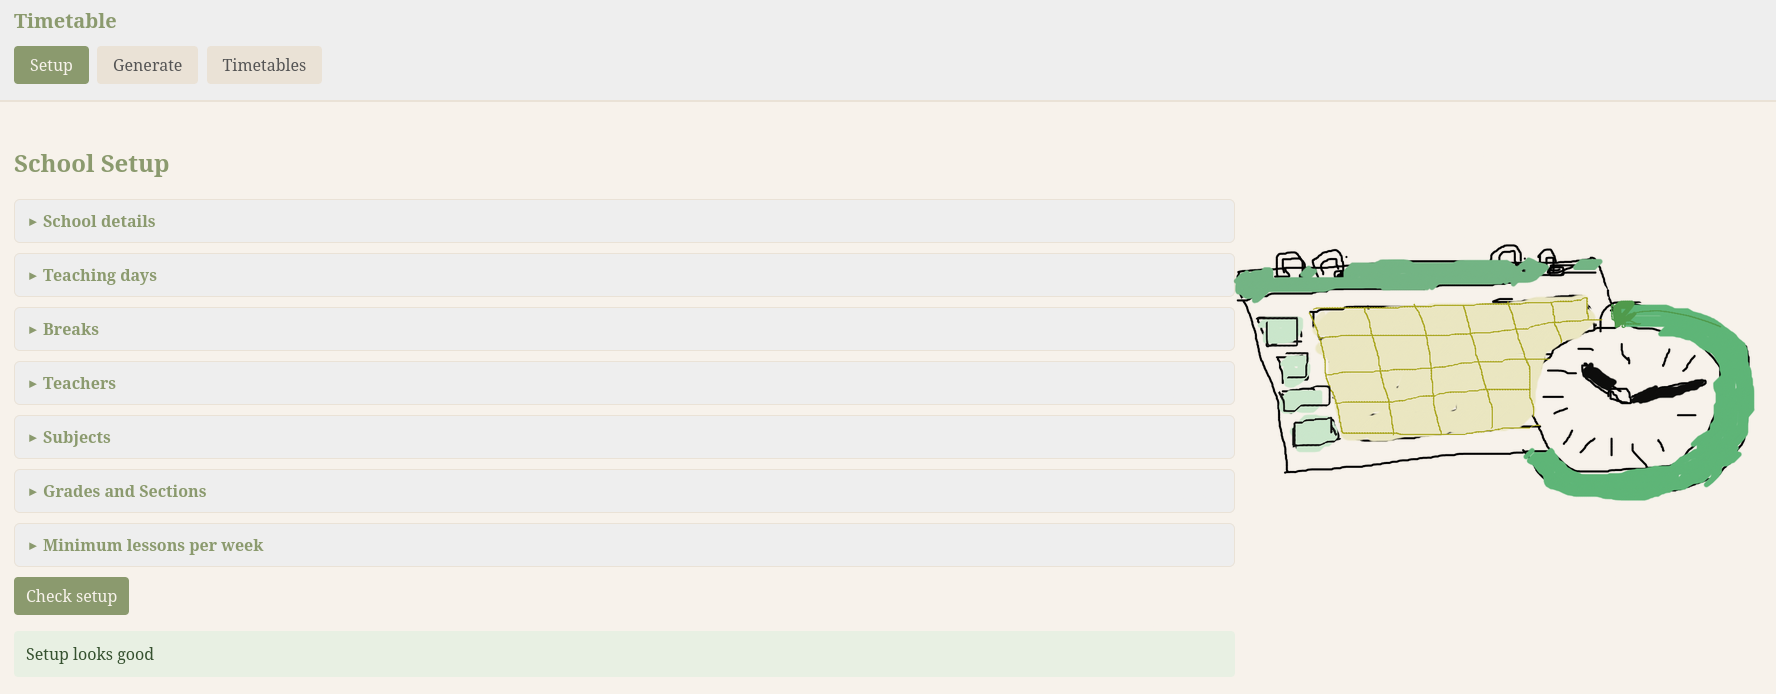 Timetable
Setup Generate Timetables
School Setup
▸ School details
▸ Teaching days
▸ Breaks
▸ Teachers
▸ Subjects
▸ Grades and Sections
▸ Minimum lessons per week
Check setup
Setup looks good